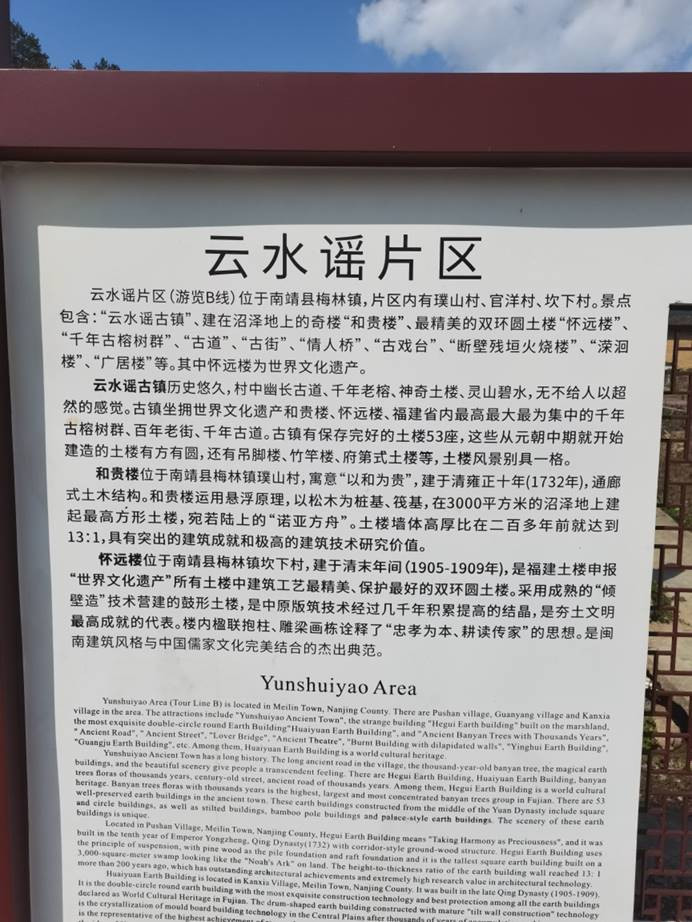 云水谣片区
云水谣片区(游览B线)位于南靖县梅林镇,片区内有璞山村、官洋村、坎下村。景点
包含:“云水谣古镇”、建在沼泽地上的奇楼“和贵楼”、最精美的双环圆土楼“怀远楼”、
“千年古榕树群”、“古道”、“古街”、“情人桥”、“古戏台”、“断壁残垣火烧楼”、“溁洄
楼”、“广居楼”等。其中怀远楼为世界文化遗产。
云水谣古镇历史悠久,村中幽长古道、千年老榕、神奇土楼、灵山碧水,无不给人以超
然的感觉。古镇坐拥世界文化遗产和贵楼、怀远楼、福建省内最高最大最为集中的千年
古榕树群、百年老街、千年古道。古镇有保存完好的土楼53座,这些从元朝中期就开始
建造的土楼有方有圆,还有吊脚楼、竹竿楼、府第式土楼等,土楼风景别具一格。
和贵楼位于南靖县梅林镇璞山村,寓意“以和为贵”,建于清雍正十年(1732年),通廊
式土木结构。和贵楼运用悬浮原理,以松木为桩基、筏基,在3000平方米的沼泽地上建
起最高方形土楼,宛若陆上的“诺亚方舟”。土楼墙体高厚比在二百多年前就达到
13:1,具有突出的建筑成就和极高的建筑技术研究价值。
怀远楼位于南靖县梅林镇坎下村,建于清末年间(1905-1909年),是福建土楼申报
“世界文化遗产”所有土楼中建筑工艺最精美、保护最好的双环圆土楼。采用成熟的“倾
壁造”技术营建的鼓形土楼,是中原版筑技术经过几千年积累提高的结晶,是夯土文明
最高成就的代表。楼内楹联抱柱、雕梁画栋诠释了“忠孝为本、耕读传家”的思想。是闽
南建筑风格与中国儒家文化完美结合的杰出典范。
Yunshuiyao Area
Yunshuiyao Area (Tour Line B) is located in Meilin Town, Nanjing County. There are Pushan village, Guanyang village and Kanxia
village in the area. The attractions include "Yunshuiyao Ancient Town", the strange building "Hegui Earth building" built on the marshland,
the most exquisite double-circle round Earth Building"Huaiyuan Earth Building", and "Ancient Banyan Trees with Thousands Years",
" Ancient Road", " Ancient Street", "Lover Bridge", "Ancient Theatre", "Burnt Building with dilapidated walls", "Yinghui Earth Building",
"Guangju Earth Building", etc. Among them, Huaiyuan Earth Building is a world cultural heritage.
Yunshuiyao Ancient Town has a long history. The long ancient road in the village, the thousand-year-old banyan tree, the magical earth
buildings, and the beautiful scenery give people a transcendent feeling. There are Hegui Earth Building, Huaiyuan Earth Building, banyan
trees floras of thousands years, century-old street, ancient road of thousands years. Among them, Hegui Earth Building is a world cultural
heritage. Banyan trees floras with thousands years is the highest, largest and most concentrated banyan trees group in Fujian. There are 53
well-preserved earth buildings in the ancient town. These earth buildings constructed from the middle of the Yuan Dynasty include square
and circle buildings, as well as stilted buildings, bamboo pole buildings and palace-style earth buildings. The scenery of these earth
buildings is unique.
Located in Pushan Village, Meilin Town, Nanjing County, Hegui Earth Building means "Taking Harmony as Preciousness", and it was
built in the tenth year of Emperor Yongzheng, Qing Dynasty(1732) with corridor-style ground-wood structure. Hegui Earth Building uses
the principle of suspension, with pine wood as the pile foundation and raft foundation and it is the tallest square earth building built on a
3,000-square-meter swamp looking like the "Noah's Ark" on land. The height-to-thickness ratio of the earth building wall reached 13: 1
more than 200 years ago, which has outstanding architectural achievements and extremely high research value in architectural technology.
Huaiyuan Earth Building is located in Kanxia Village, Meilin Town, Nanjing County. It was built in the late Qing Dynasty (1905-1909).
It is the double-circle round earth building with the most exquisite construction technology and best protection among all the earth buildings
declared as World Cultural Heritage in Fujian. The drum-shaped earth building constructed with mature "tilt wall construction" technology
is the crystallization of mould board building technology in the Central Plains after thousands of years of
is the representative of the highest achievement of